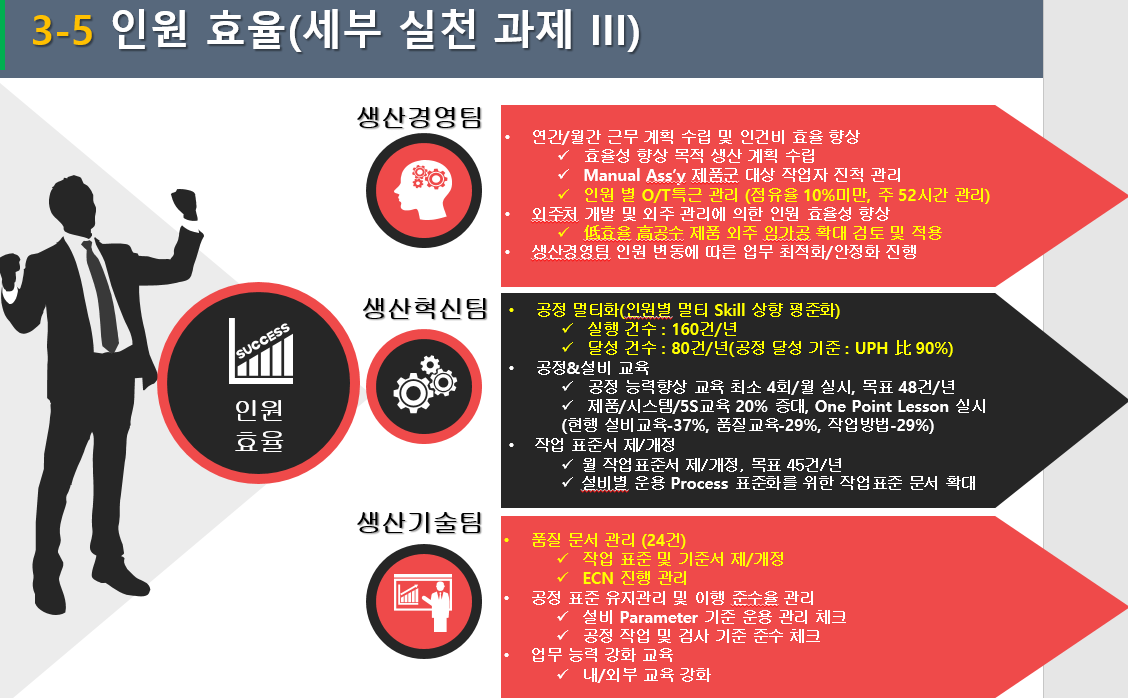 3-5 인원 효율(세부 실천 과제 III)
SUCCESS
인원
효율
생산경영팀
• 연간/월간 근무 계획 수립 및 인건비 효율 향상
✓ 효율성 향상 목적 생산 계획 수립
✓ Manual Ass'y 제품군 대상 작업자 진척 관리
✓ 인원 별 O/T특근 관리 (점유율 10%미만, 주 52시간 관리)
• 외주처 개발 및 외주 관리에 의한 인원 효율성 향상
✓ 低효율 高공수 제품 외주 임가공 확대 검토 및 적용
• 생산경영팀 인원 변동에 따른 업무 최적화/안정화 진행
생산혁신팀
• 공정 멀티화(인원별 멀티 Skill 상향 평준화)
✓ 실행 건수 : 160건/년
✓ 달성 건수 : 80건/년(공정 달성 기준 : UPH 比 90%)
• 공정&설비 교육
✓ 공정 능력향상 교육 최소 4회/월 실시, 목표 48건/년
✓ 제품/시스템/5S교육 20% 증대, One Point Lesson 실시
(현행 설비교육-37%, 품질교육-29%, 작업방법-29%)
• 작업 표준서 제/개정
✓ 월 작업표준서 제/개정, 목표 45건/년
✓ 설비별 운용 Process 표준화를 위한 작업표준 문서 확대
생산기술팀
• 품질 문서 관리 (24건)
✓ 작업 표준 및 기준서 제/개정
✓ ECN 진행 관리
• 공정 표준 유지관리 및 이행 준수율 관리
✓ 설비 Parameter 기준 운용 관리 체크
✓ 공정 작업 및 검사 기준 준수 체크
• 업무 능력 강화 교육
✓ 내/외부 교육 강화